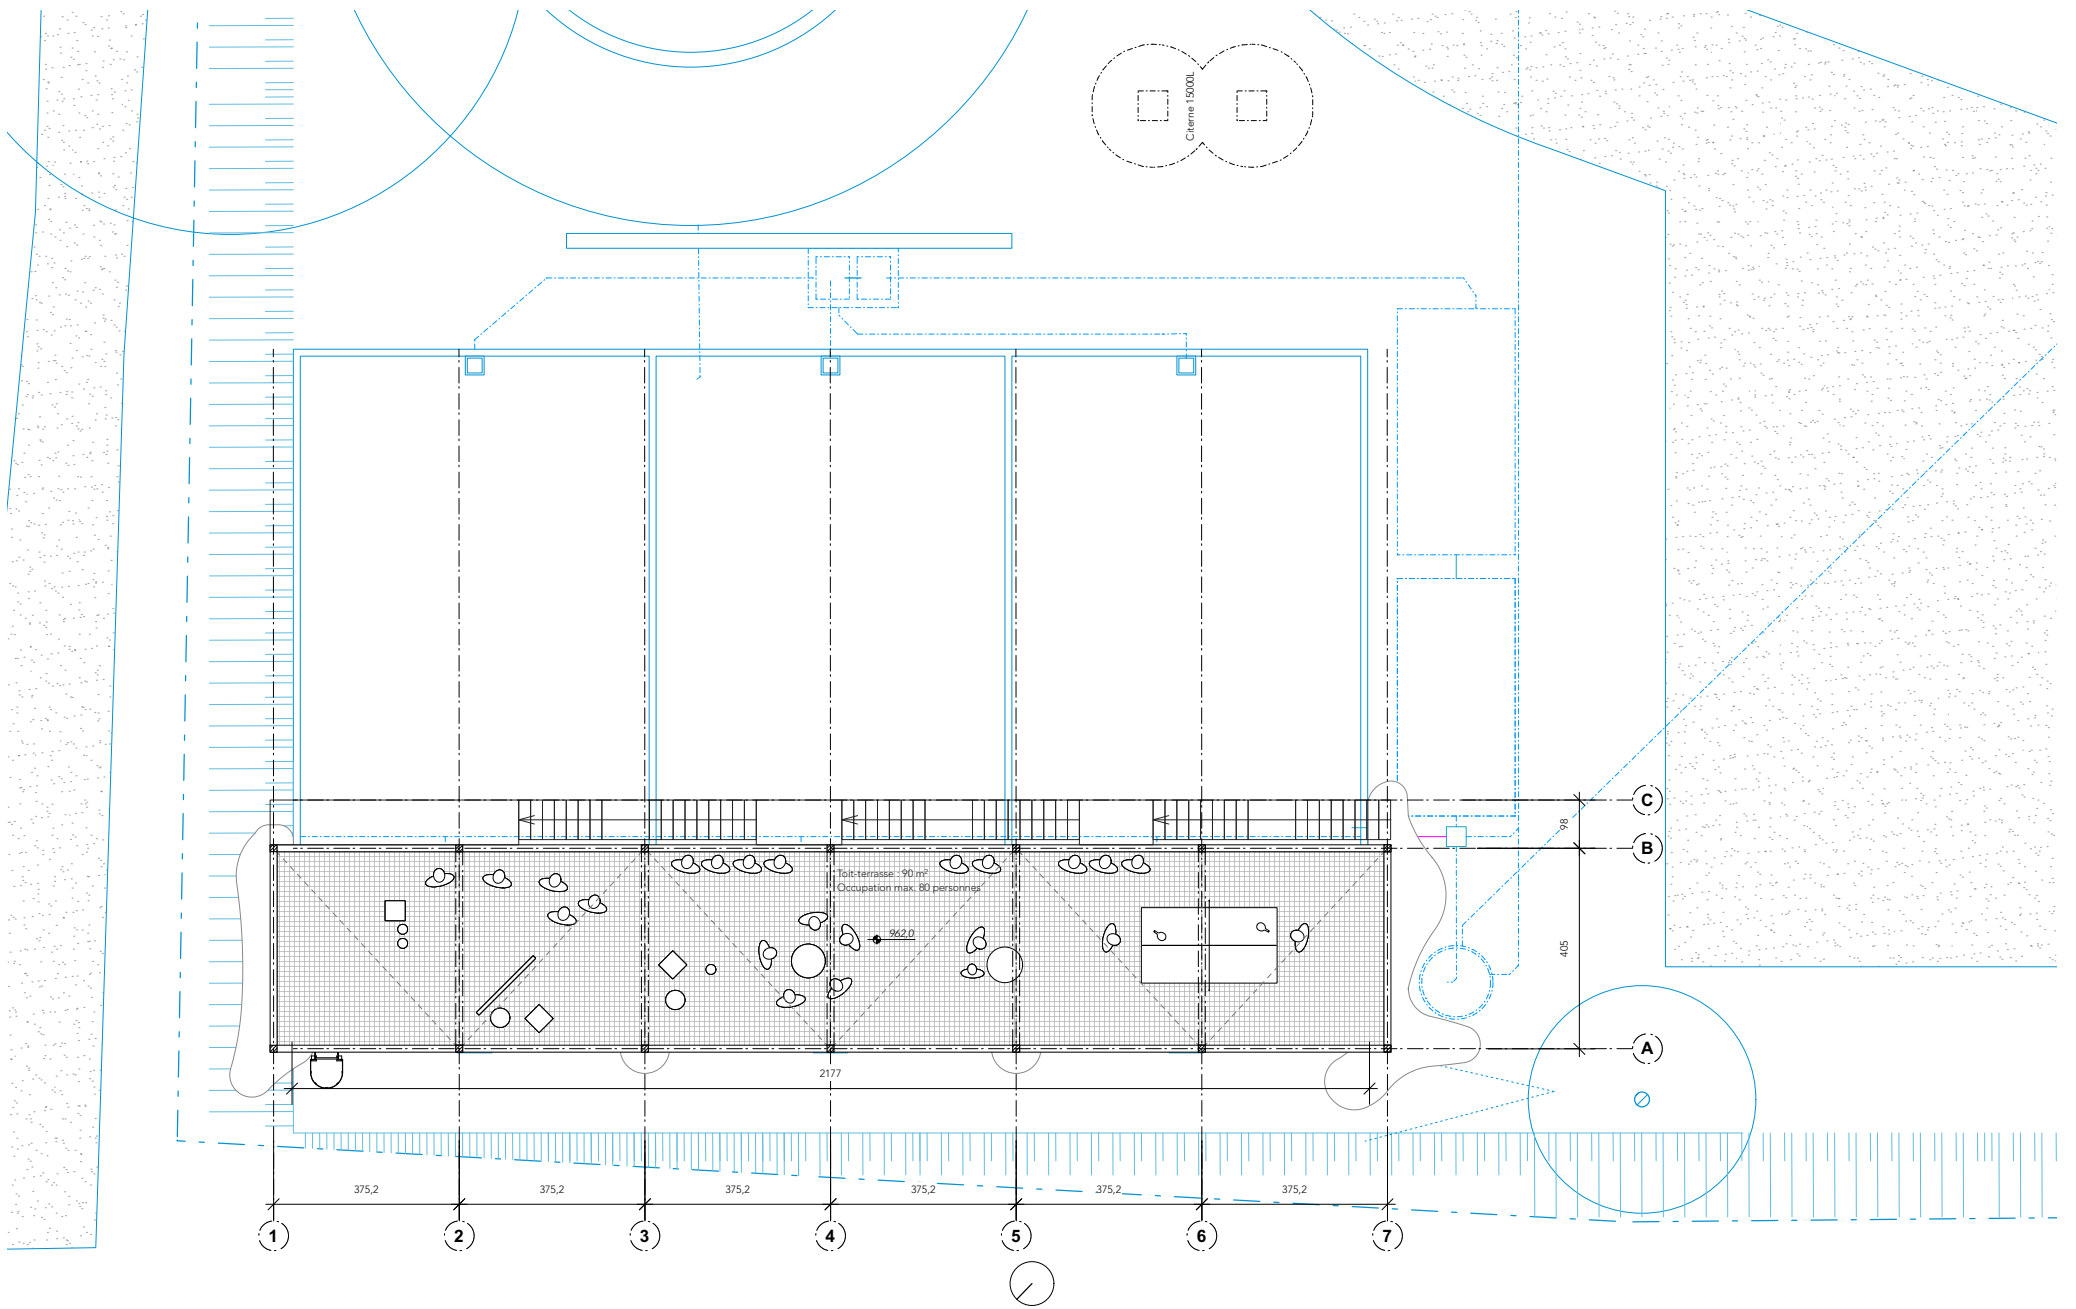 Citerne 15000L
C
98
B
Toit-terrasse : 90 m²
Occupation max. 80 personnes
962,0
405
A
2177
375,2
375,2
375,2
375,2
375,2
375,2
1
2
3
4
5
6
7